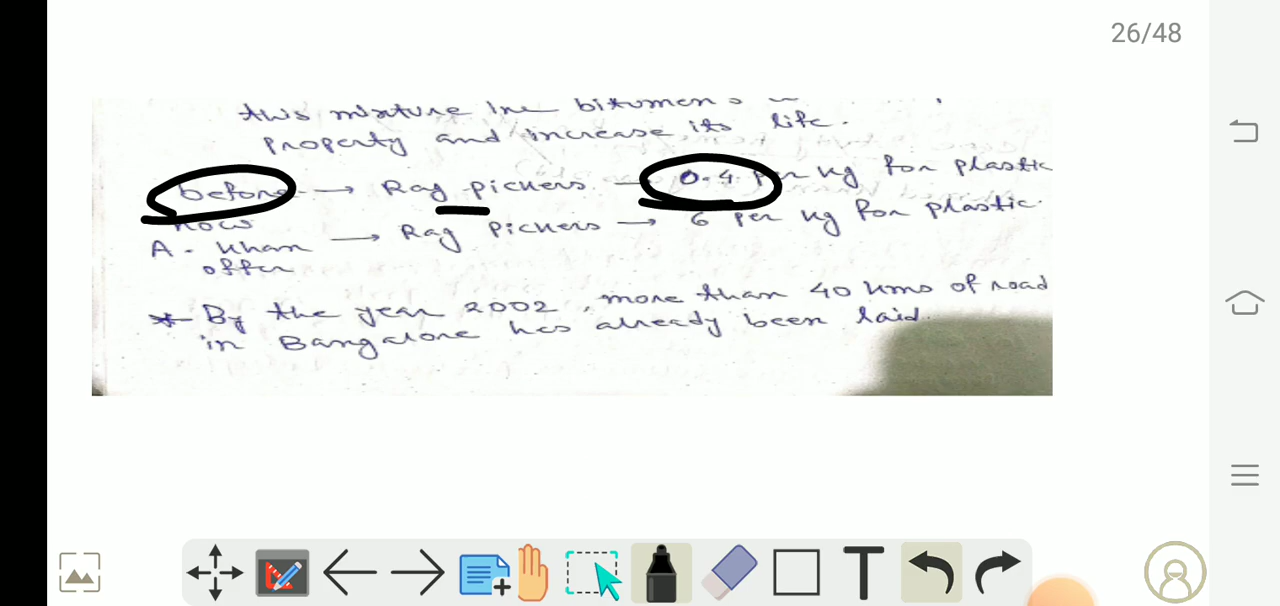 26/48
this mixture the bitumen's
property and increase its life.
before → Rag pickers → 0.4 per kg for plastic
now
A. Khan → Rag Pickers → 6 per kg for plastic.
offer
* By the year 2002, more than 40 kms of road
in Bangalore has already been laid.
T